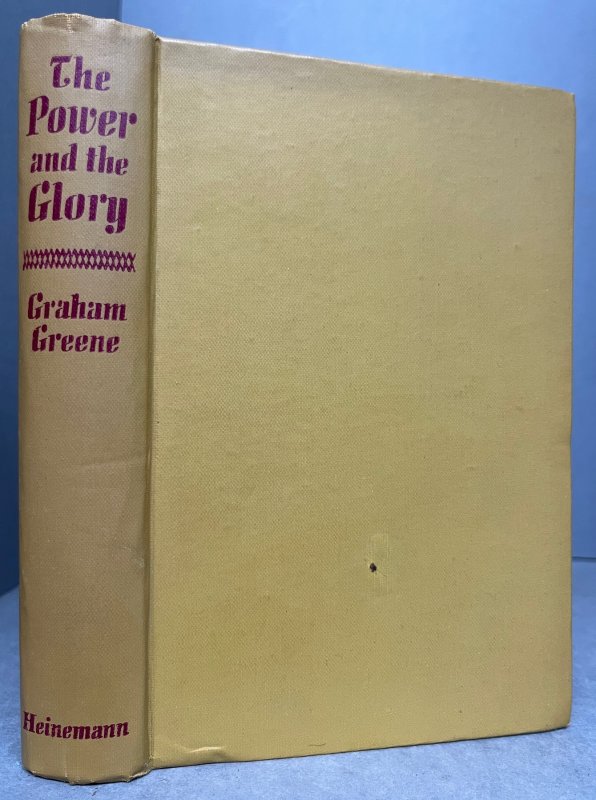 The
Power
and the
Glory
Graham
Greene
Heinemann